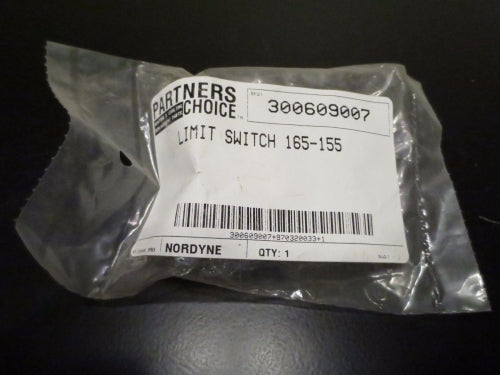 PARTNERS
CHOICE
300609007
LIMIT SWITCH 165-155
300609007+970320033+1
NORDYNE
QTY: 1